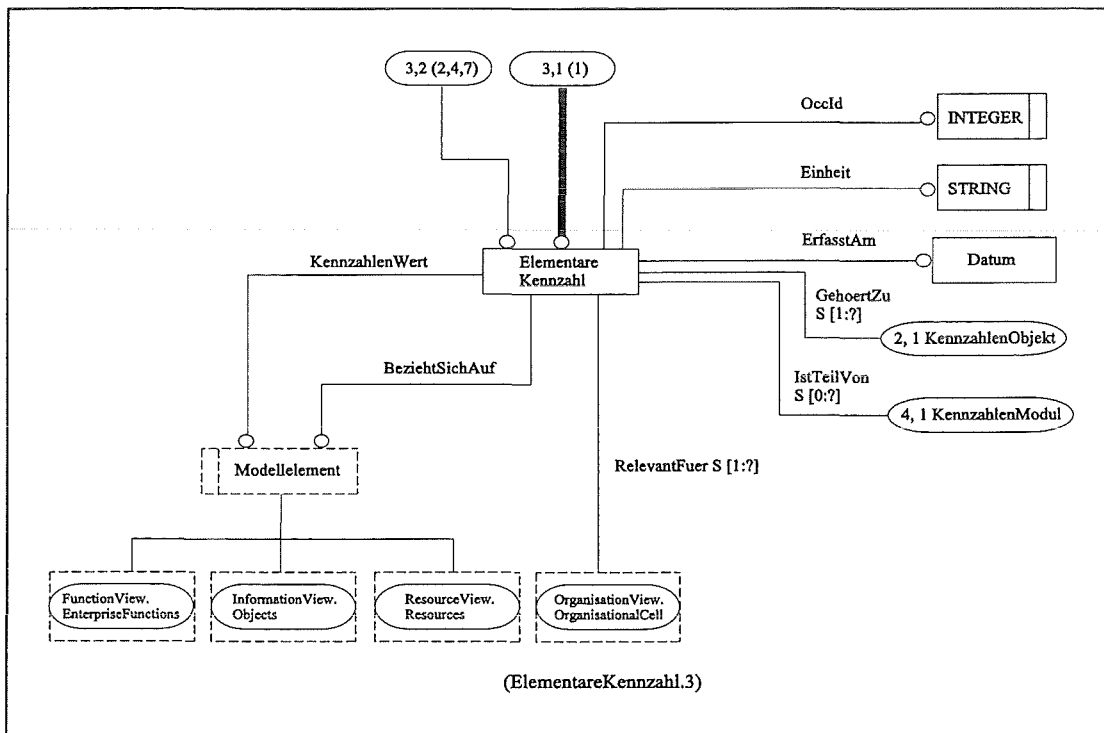 3,2 (2,4,7)
3,1 (1)
OccId
INTEGER
Einheit
STRING
ErfasstAm
Datum
KennzahlenWert
Elementare
Kennzahl
GehoertZu
S [1:?]
2, 1 KennzahlenObjekt
BeziehtSichAuf
IstTeilVon
S [0:?]
4, 1 KennzahlenModul
Modellelement
RelevantFuer S [1:?]
FunctionView.
EnterpriseFunctions
InformationView.
Objects
ResourceView.
Resources
OrganisationView.
OrganisationalCell
(ElementareKennzahl.3)